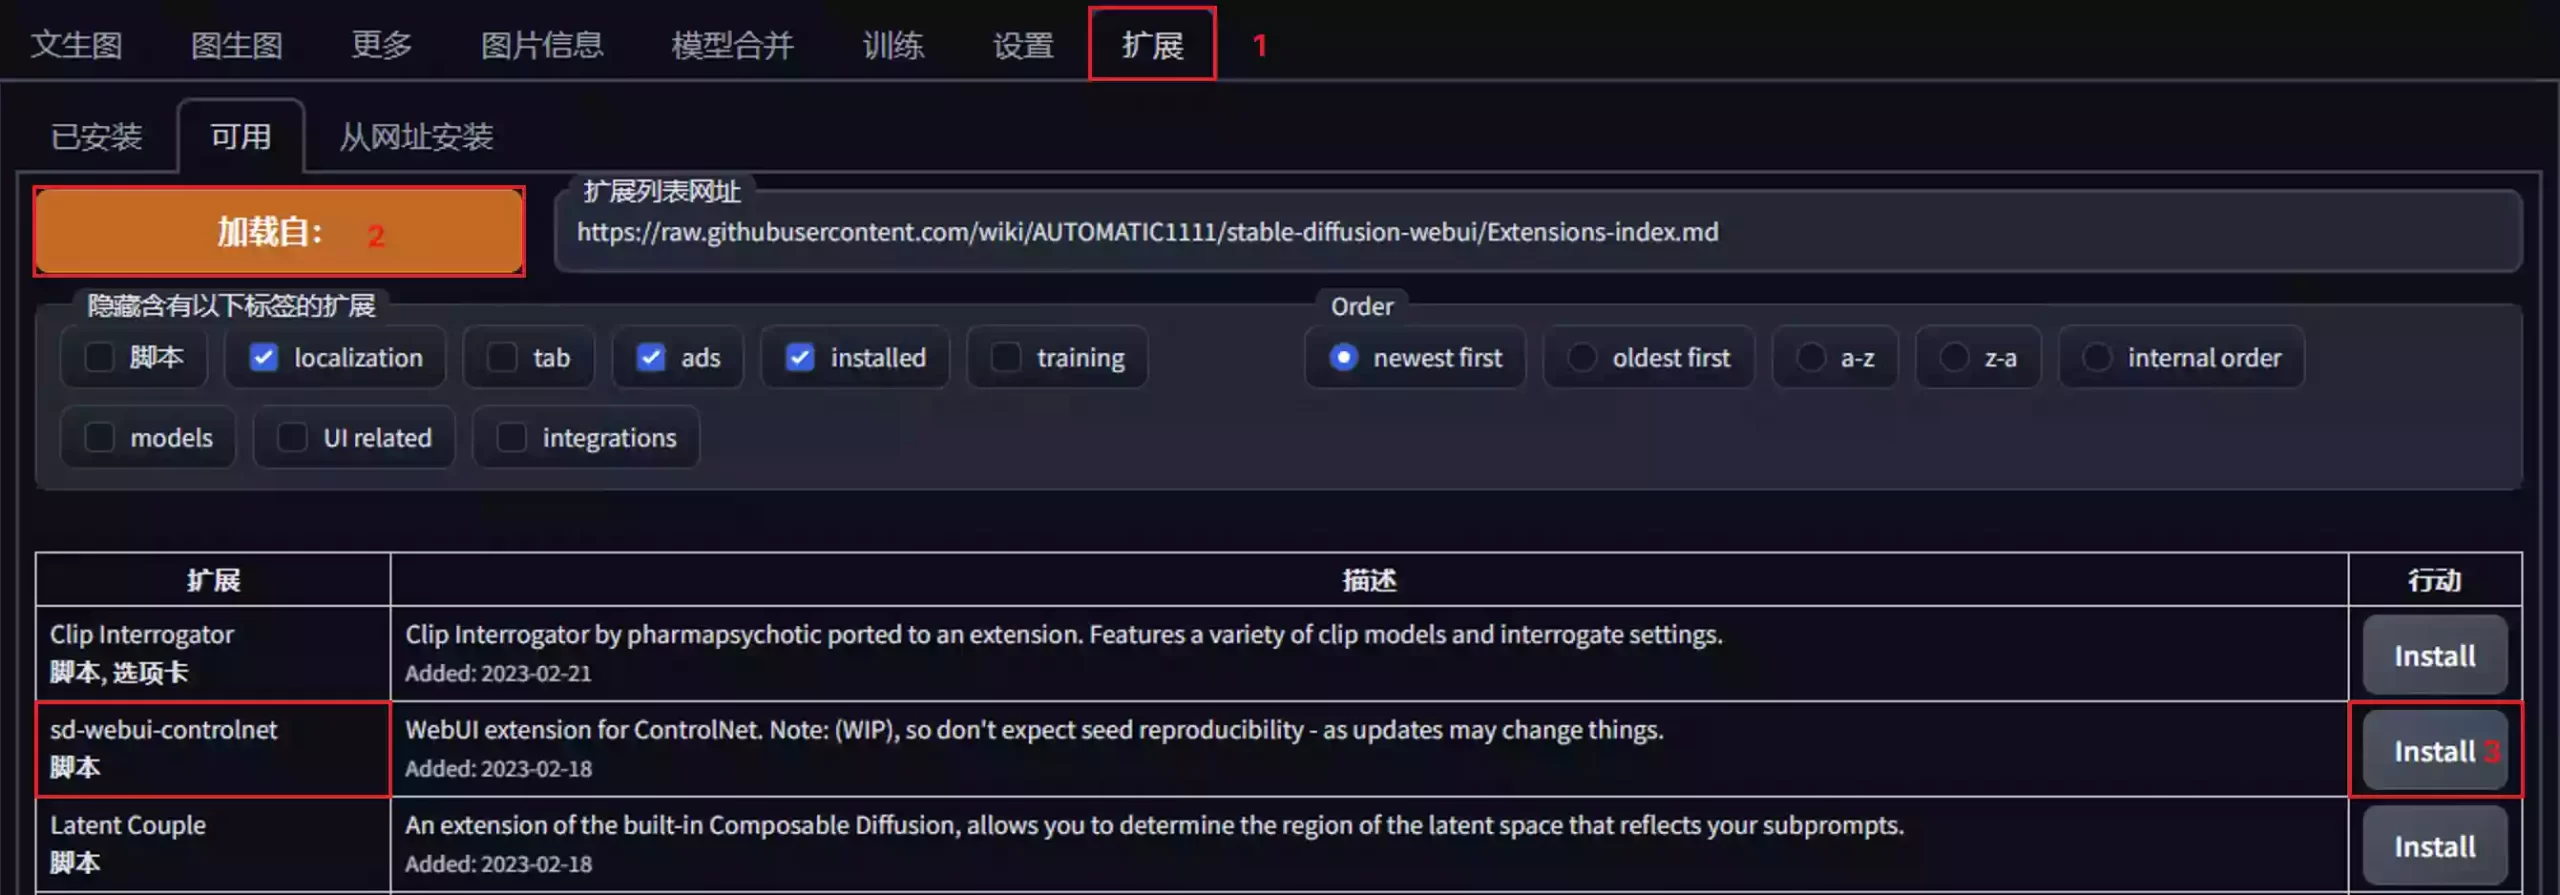 文生图 图生图 更多 图片信息 模型合并 训练 设置 扩展 1
已安装 可用 从网址安装
加载自： 2
扩展列表网址
https://raw.githubusercontent.com/wiki/AUTOMATIC1111/stable-diffusion-webui/Extensions-index.md
隐藏含有以下标签的扩展
脚本 localization tab ads installed training
models UI related integrations
Order
newest first oldest first a-z z-a internal order
扩展 描述 行动
Clip Interrogator
脚本, 选项卡
Clip Interrogator by pharmapsychotic ported to an extension. Features a variety of clip models and interrogate settings.
Added: 2023-02-21
Install
sd-webui-controlnet
脚本
WebUI extension for ControlNet. Note: (WIP), so don't expect seed reproducibility - as updates may change things.
Added: 2023-02-18
Install 3
Latent Couple
脚本
An extension of the built-in Composable Diffusion, allows you to determine the region of the latent space that reflects your subprompts.
Added: 2023-02-18
Install